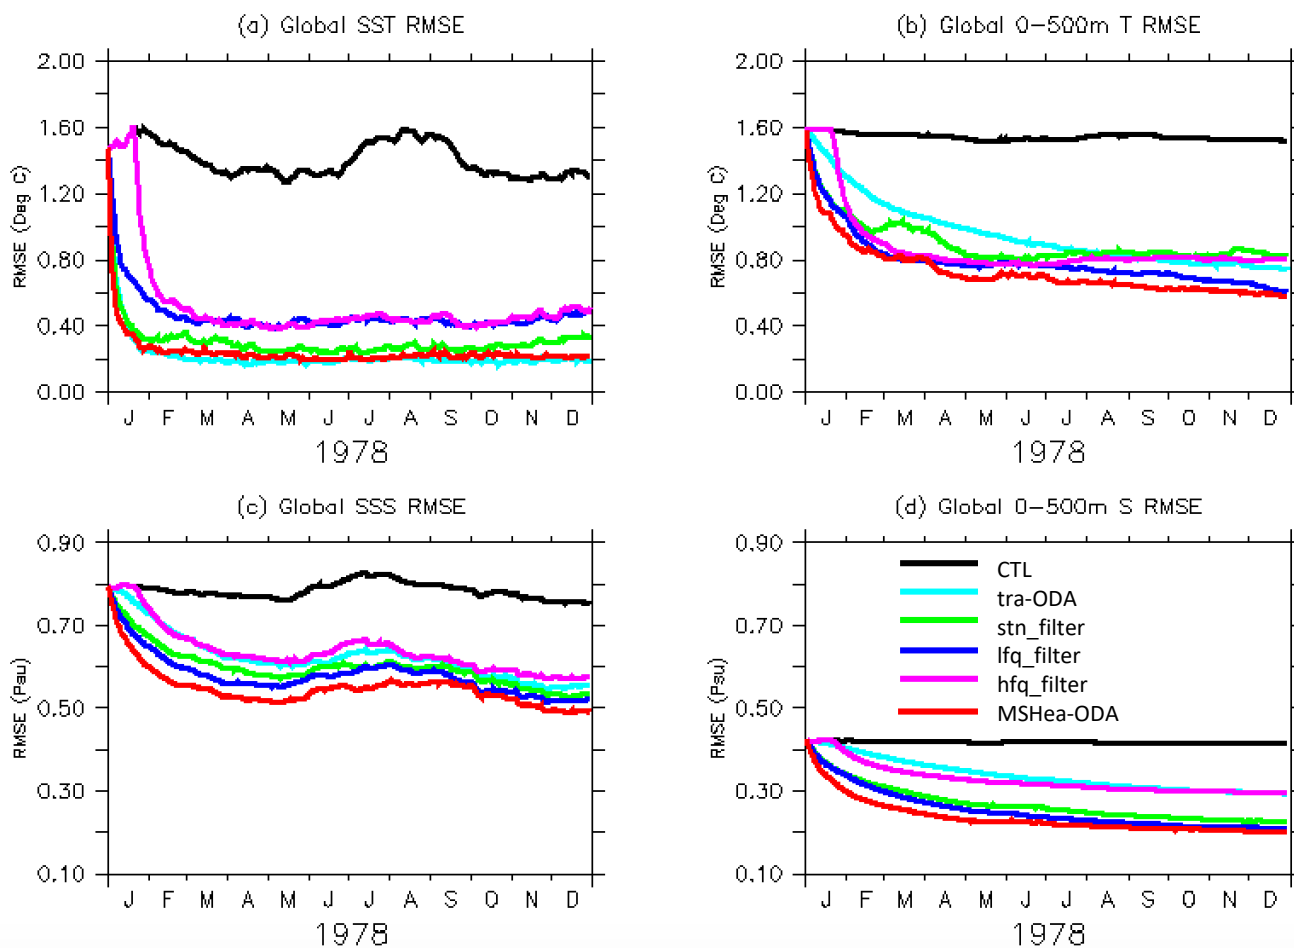 (a) Global SST RMSE
2.00
1.60
1.20
0.80
0.40
0.00
RMSE (Deg C)
J F M A M J J A S O N D
1978
(b) Global 0-500m T RMSE
2.00
1.60
1.20
0.80
0.40
0.00
RMSE (Deg C)
J F M A M J J A S O N D
1978
(c) Global SSS RMSE
0.90
0.70
0.50
0.30
0.10
RMSE (Psu)
J F M A M J J A S O N D
1978
(d) Global 0-500m S RMSE
0.90
0.70
0.50
0.30
0.10
RMSE (Psu)
CTL
tra-ODA
stn_filter
lfq_filter
hfq_filter
MSHea-ODA
J F M A M J J A S O N D
1978